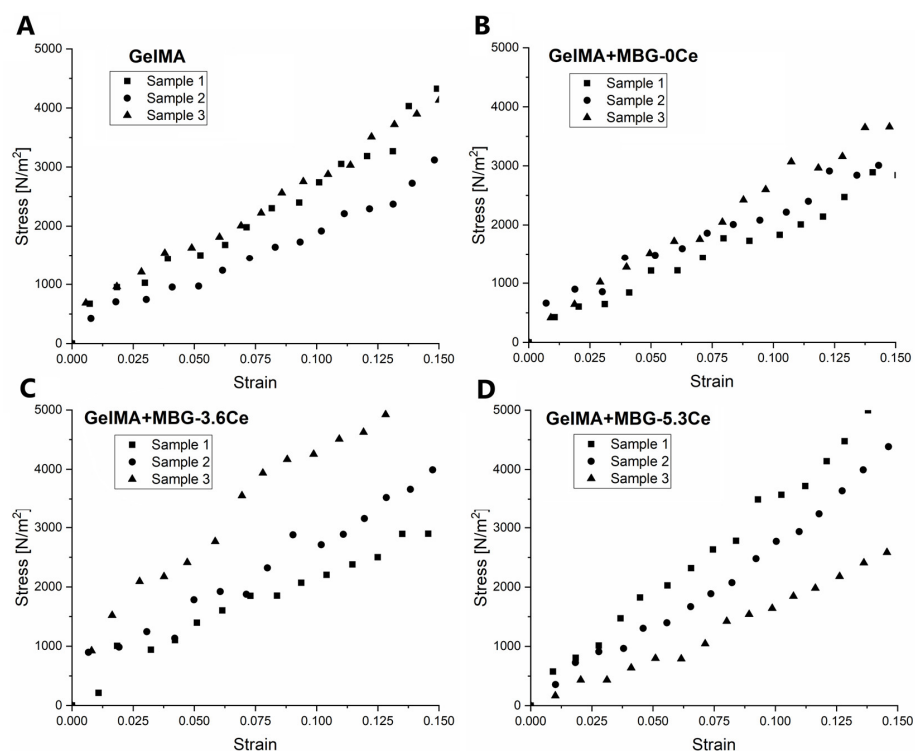 A
GelMA
Sample 1
Sample 2
Sample 3
5000
4000
3000
2000
1000
0
Stress [N/m²]
0.000 0.025 0.050 0.075 0.100 0.125 0.150
Strain
B
GelMA+MBG-0Ce
Sample 1
Sample 2
Sample 3
5000
4000
3000
2000
1000
0
Stress [N/m²]
0.000 0.025 0.050 0.075 0.100 0.125 0.150
Strain
C
GelMA+MBG-3.6Ce
Sample 1
Sample 2
Sample 3
5000
4000
3000
2000
1000
0
Stress [N/m²]
0.000 0.025 0.050 0.075 0.100 0.125 0.150
Strain
D
GelMA+MBG-5.3Ce
Sample 1
Sample 2
Sample 3
5000
4000
3000
2000
1000
0
Stress [N/m²]
0.000 0.025 0.050 0.075 0.100 0.125 0.150
Strain